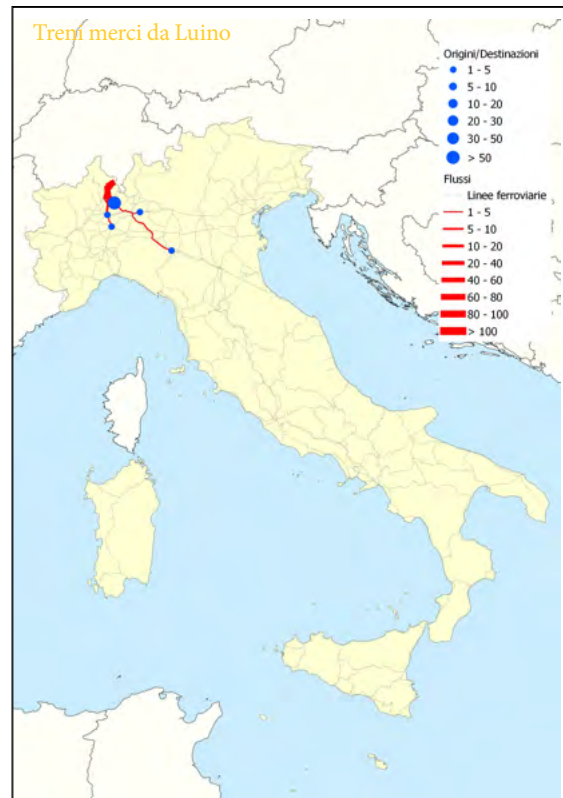 Treni merci da Luino
Origini/Destinazioni
1 - 5
5 - 10
10 - 20
20 - 30
30 - 50
> 50
Flussi
Linee ferroviarie
1 - 5
5 - 10
10 - 20
20 - 40
40 - 60
60 - 80
80 - 100
> 100